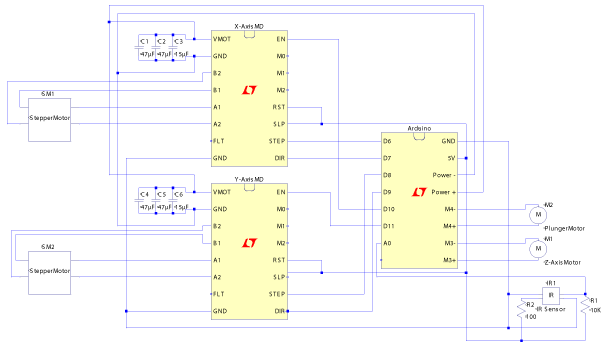 X-AxisMD
C1 C2 C3
47µF 47µF 15µF
VMOT EN
GND M0
B2 M1
B1 M2
A1 RST
A2 SLP
FLT STEP
GND DIR
SM1
StepperMotor
Arduino
D6 GND
D7 5V
D8 Power -
D9 Power +
D10 M4-
D11 M4+
A0 M3-
M3+
M2
M
PlungerMotor
M1
M
Z-AxisMotor
Y-AxisMD
C4 C5 C6
47µF 47µF 15µF
VMOT EN
GND M0
B2 M1
B1 M2
A1 RST
A2 SLP
FLT STEP
GND DIR
SM2
StepperMotor
IR1
IR
IR Sensor
R2
100
R1
10K